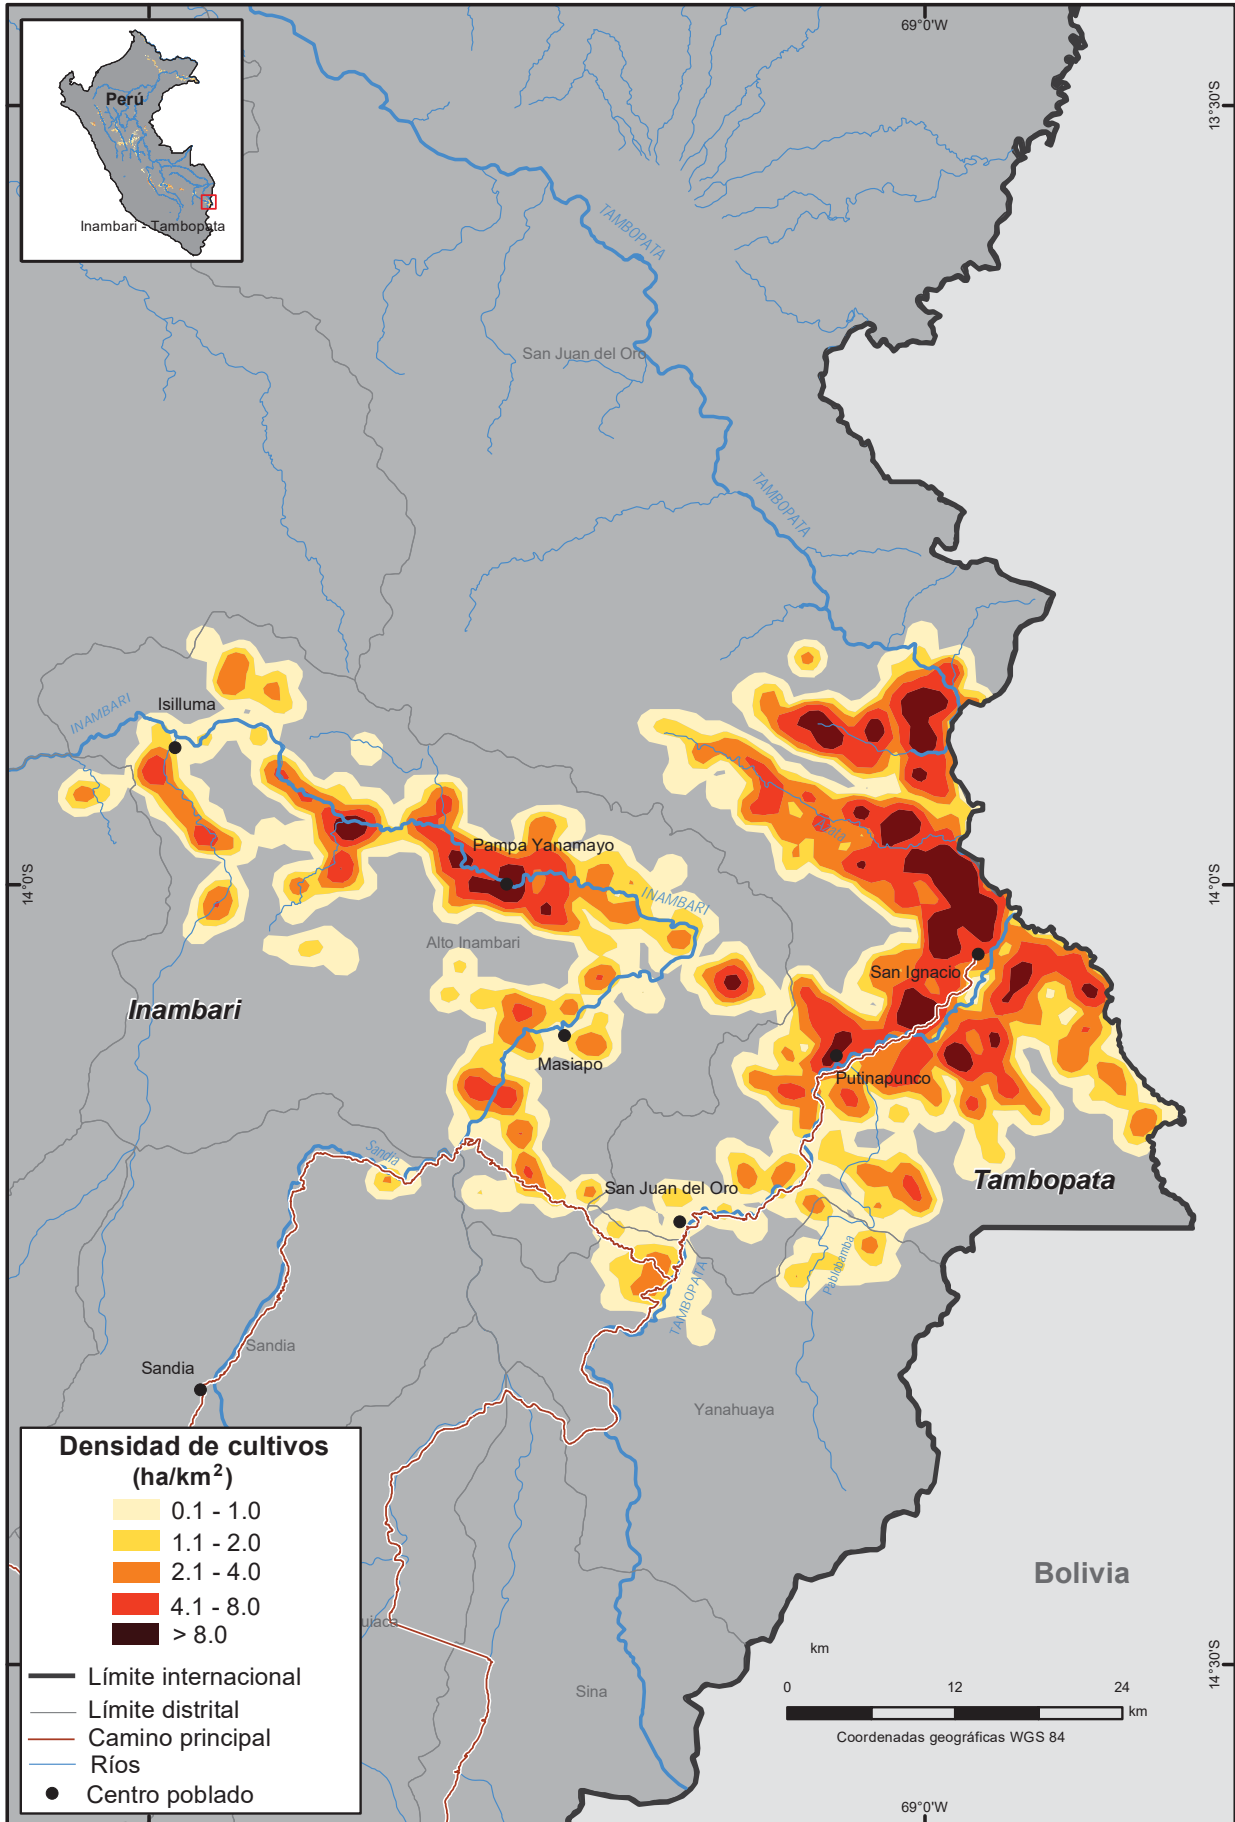 69°0'W
13°30'S
Perú
Inambari - Tambopata
TAMBOPATA
San Juan del Oro
TAMBOPATA
Isilluma
INAMBARI
Pampa Yanamayo
14°0'S
14°0'S
INAMBARI
Alto Inambari
San Ignacio
Inambari
Masiapo
Putinapunco
Sandia
San Juan del Oro
Tambopata
Pablobamba
TAMBOPATA
Sandia
Sandia
Yanahuaya
Densidad de cultivos
(ha/km²)
0.1 - 1.0
1.1 - 2.0
2.1 - 4.0
4.1 - 8.0
> 8.0
Límite internacional
Límite distrital
Camino principal
Ríos
Centro poblado
uiaca
Sina
Bolivia
km
0 12 24
km
Coordenadas geográficas WGS 84
14°30'S
69°0'W